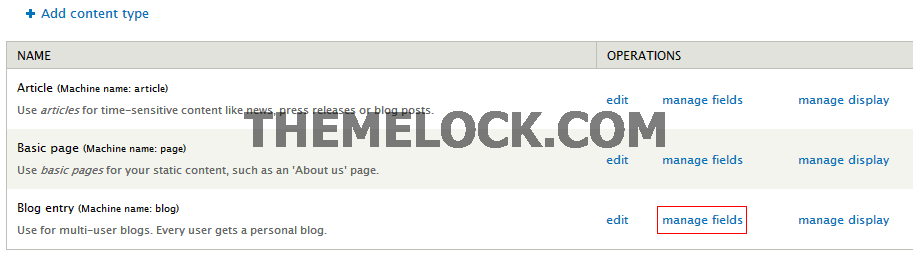 + Add content type
NAME OPERATIONS
Article (Machine name: article)
Use articles for time-sensitive content like news, press releases or blog posts.
edit manage fields manage display
THEMELOCK.COM
Basic page (Machine name: page)
Use basic pages for your static content, such as an 'About us' page.
edit manage fields manage display
Blog entry (Machine name: blog)
Use for multi-user blogs. Every user gets a personal blog.
edit manage fields manage display